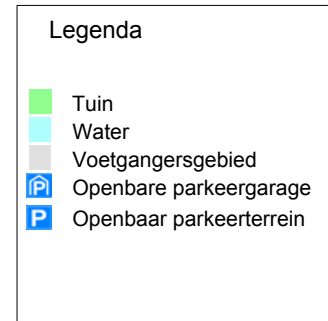 Legenda
Tuin
Water
Voetgangersgebied
P Openbare parkeergarage
P Openbaar parkeerterrein